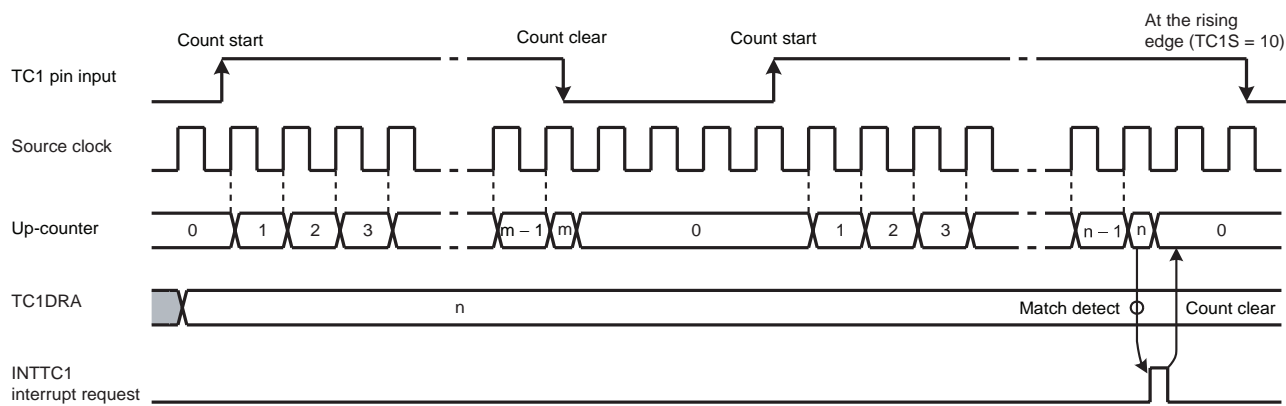 At the rising
edge (TC1S = 10)
Count start
Count clear
Count start
TC1 pin input
Source clock
Up-counter
0
1
2
3
m – 1
m
0
1
2
3
n – 1
n
0
TC1DRA
n
Match detect
Count clear
INTTC1
interrupt request